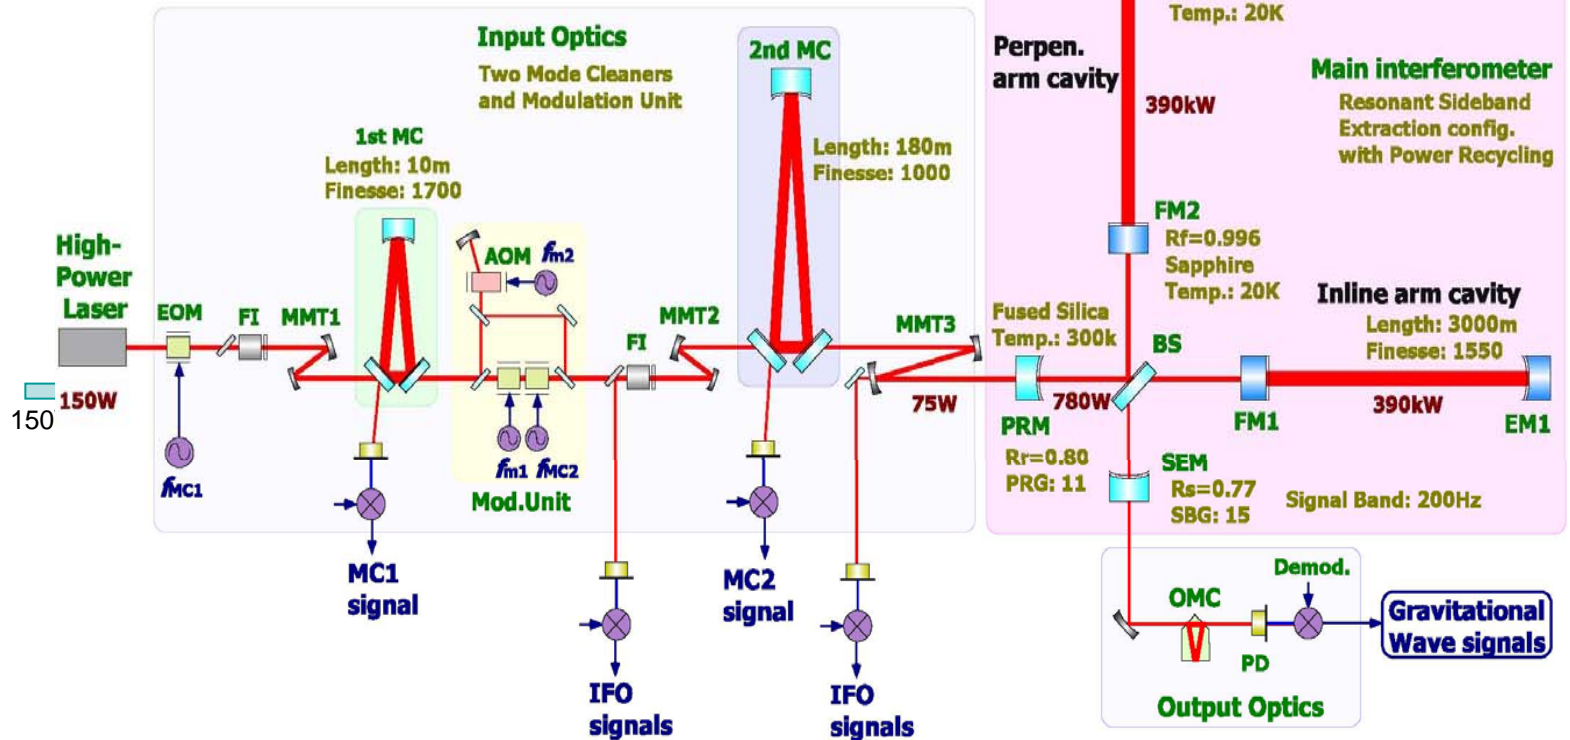 Input Optics
Two Mode Cleaners
and Modulation Unit
1st MC
Length: 10m
Finesse: 1700
2nd MC
Length: 180m
Finesse: 1000
High-
Power
Laser
150W
150
EOM
FI
MMT1
fMC1
AOM
fm2
fm1
fMC2
Mod.Unit
FI
MMT2
MMT3
75W
MC1
signal
IFO
signals
MC2
signal
IFO
signals
Temp.: 20K
Perpen.
arm cavity
390kW
Main interferometer
Resonant Sideband
Extraction config.
with Power Recycling
FM2
Rf=0.996
Sapphire
Temp.: 20K
Inline arm cavity
Length: 3000m
Finesse: 1550
Fused Silica
Temp.: 300k
BS
780W
FM1
390kW
EM1
PRM
Rr=0.80
PRG: 11
SEM
Rs=0.77
SBG: 15
Signal Band: 200Hz
Demod.
OMC
PD
Gravitational
Wave signals
Output Optics